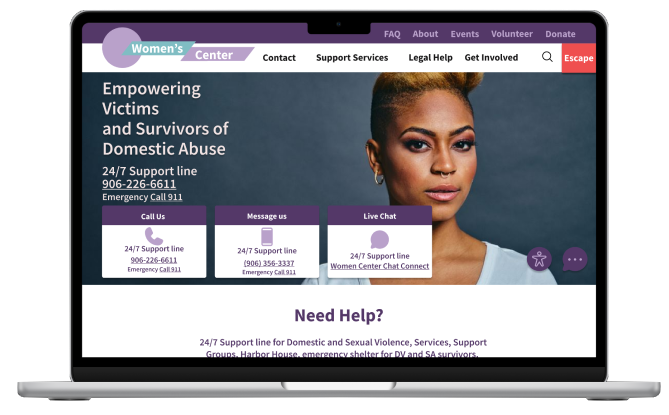 FAQ About Events Volunteer Donate
Women's
Center
Contact Support Services Legal Help Get Involved
Escape
Empowering
Victims
and Survivors of
Domestic Abuse
24/7 Support line
906-226-6611
Emergency Call 911
Call Us
24/7 Support line
906-226-6611
Emergency Call 911
Message us
24/7 Support line
(906) 356-3337
Emergency Call 911
Live Chat
24/7 Support line
Women Center Chat Connect
Need Help?
24/7 Support line for Domestic and Sexual Violence, Services, Support
Groups, Harbor House, emergency shelter for DV and SA survivors.